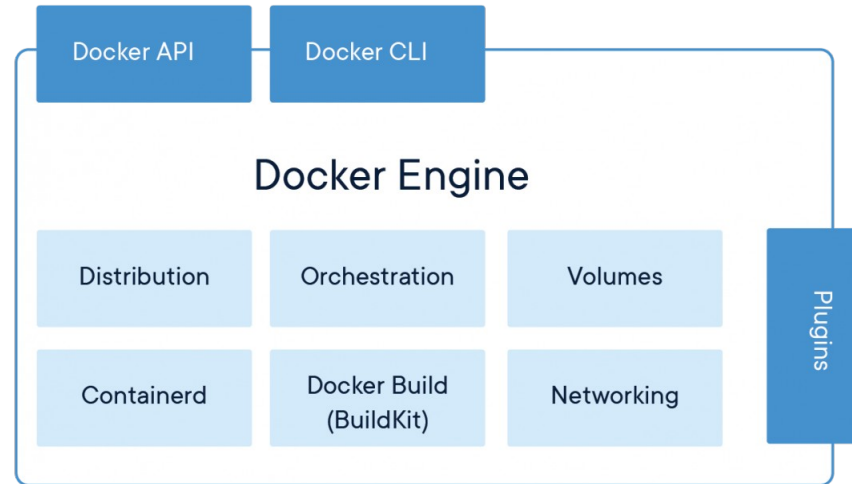 Docker API
Docker CLI
Docker Engine
Distribution
Orchestration
Volumes
Plugins
Containerd
Docker Build
(BuildKit)
Networking